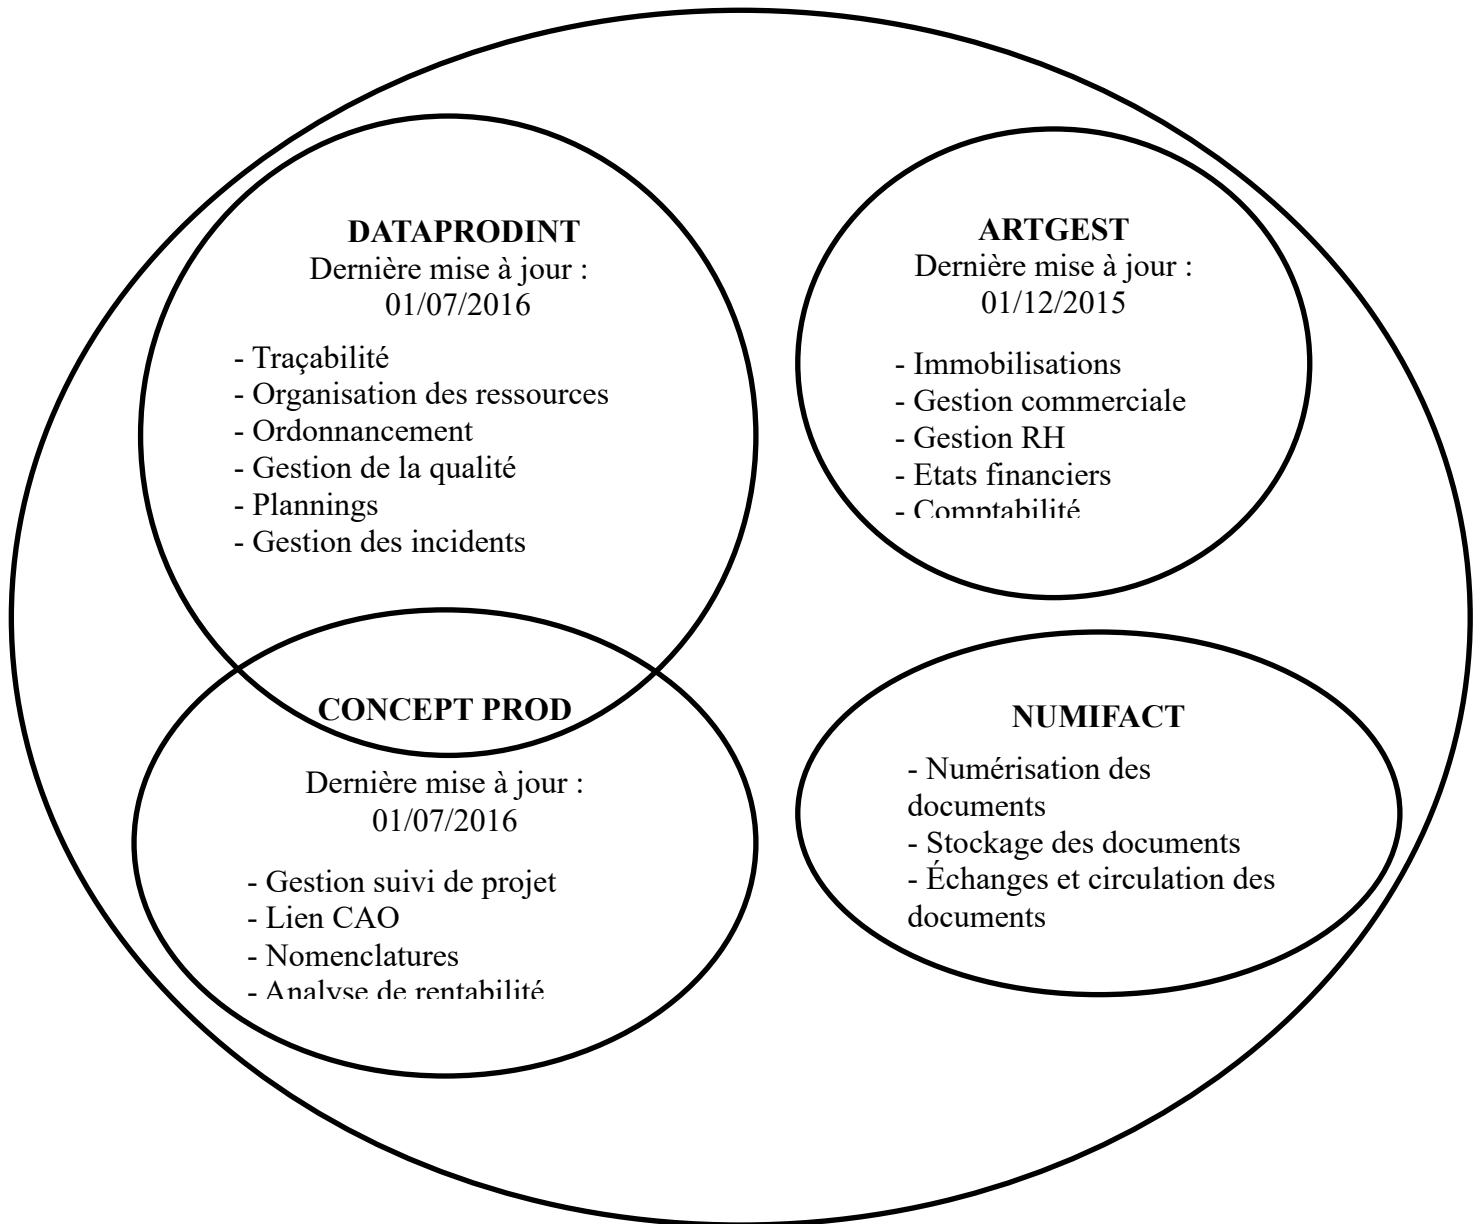 DATAPRODINT
Dernière mise à jour :
01/07/2016
- Traçabilité
- Organisation des ressources
- Ordonnancement
- Gestion de la qualité
- Plannings
- Gestion des incidents
ARTGEST
Dernière mise à jour :
01/12/2015
- Immobilisations
- Gestion commerciale
- Gestion RH
- Etats financiers
- Comptabilité
CONCEPT PROD
Dernière mise à jour :
01/07/2016
- Gestion suivi de projet
- Lien CAO
- Nomenclatures
- Analyse de rentabilité
NUMIFACT
- Numérisation des
documents
- Stockage des documents
- Échanges et circulation des
documents